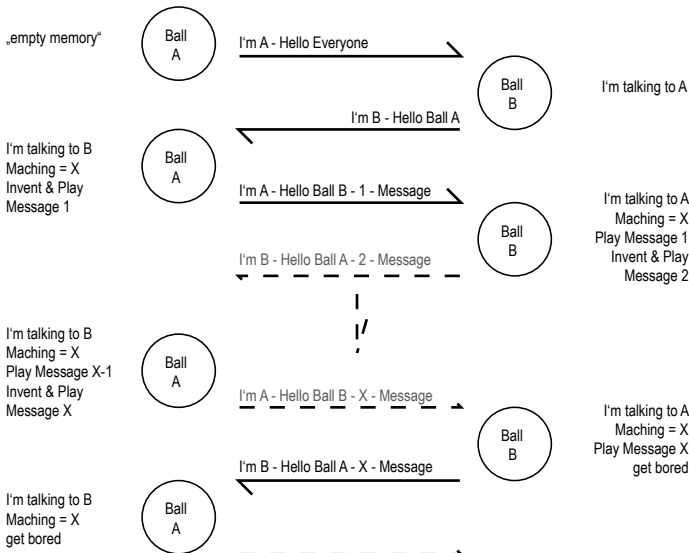 „empty memory“
Ball
A
I'm A - Hello Everyone
Ball
B
I'm talking to A
I'm B - Hello Ball A
I'm talking to B
Maching = X
Invent & Play
Message 1
Ball
A
I'm A - Hello Ball B - 1 - Message
I'm talking to A
Maching = X
Play Message 1
Invent & Play
Message 2
Ball
B
I'm B - Hello Ball A - 2 - Message
I'm talking to B
Maching = X
Play Message X-1
Invent & Play
Message X
Ball
A
I'm A - Hello Ball B - X - Message
Ball
B
I'm talking to A
Maching = X
Play Message X
get bored
I'm B - Hello Ball A - X - Message
I'm talking to B
Maching = X
get bored
Ball
A